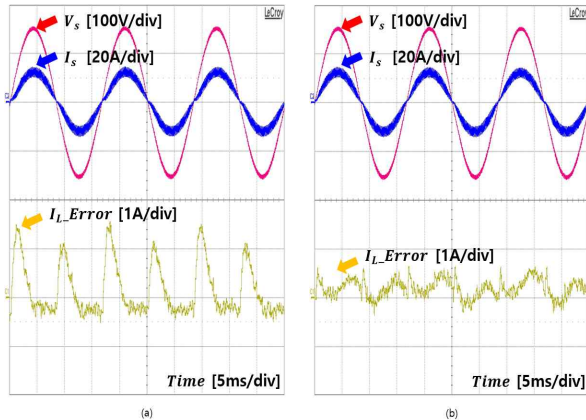 LeCroy
V_s [100V/div]
I_s [20A/div]
I_L_Error [1A/div]
Time [5ms/div]
(a)
LeCroy
V_s [100V/div]
I_s [20A/div]
I_L_Error [1A/div]
Time [5ms/div]
(b)